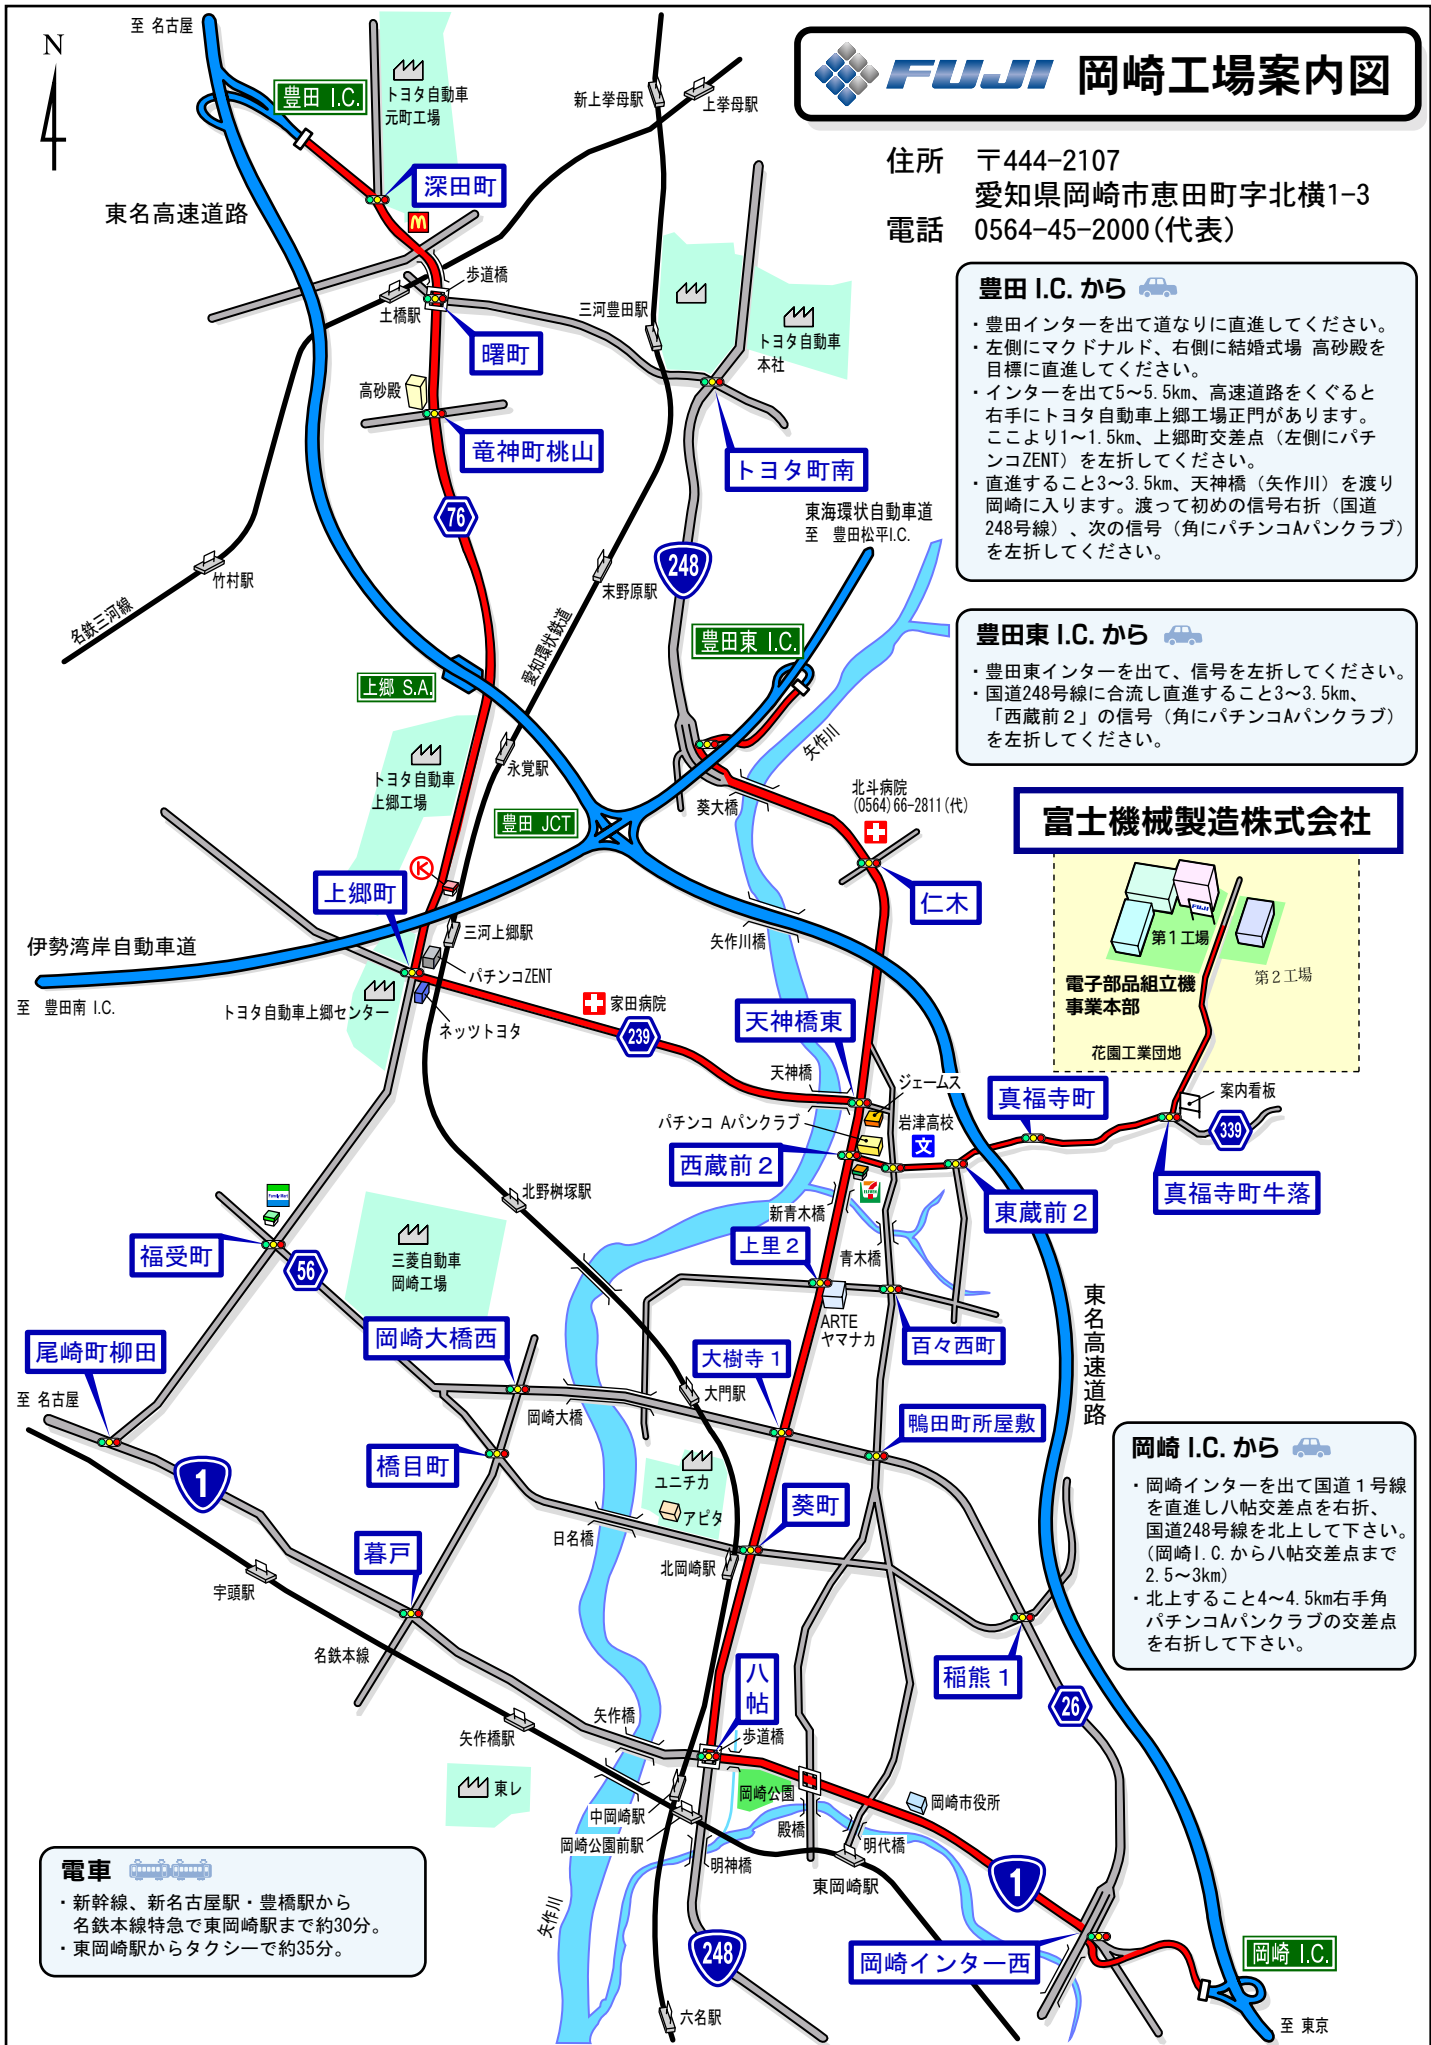 至 名古屋
N
FUJI 岡崎工場案内図
豊田 I.C.
トヨタ自動車
元町工場
新上挙母駅
上挙母駅
住所 〒444-2107
愛知県岡崎市恵田町字北横1-3
電話 0564-45-2000(代表)
深田町
東名高速道路
歩道橋
土橋駅
三河豊田駅
トヨタ自動車
本社
曙町
高砂殿
竜神町桃山
トヨタ町南
豊田 I.C. から
・豊田インターを出て道なりに直進してください。
・左側にマクドナルド、右側に結婚式場 高砂殿を
目標に直進してください。
・インターを出て5〜5.5km、高速道路をくぐると
右手にトヨタ自動車上郷工場正門があります。
ここより1〜1.5km、上郷町交差点（左側にパチ
ンコZENT）を左折してください。
・直進すること3〜3.5km、天神橋（矢作川）を渡り
岡崎に入ります。渡って初めの信号右折（国道
248号線）、次の信号（角にパチンコAパンクラブ）
を左折してください。
76
東海環状自動車道
至 豊田松平I.C.
248
竹村駅
末野原駅
名鉄三河線
愛知環状鉄道
豊田東 I.C.
豊田東 I.C. から
・豊田東インターを出て、信号を左折してください。
・国道248号線に合流し直進すること3〜3.5km、
「西蔵前２」の信号（角にパチンコAパンクラブ）
を左折してください。
上郷 S.A.
矢作川
トヨタ自動車
上郷工場
永覚駅
葵大橋
北斗病院
(0564)66-2811(代)
豊田 JCT
富士機械製造株式会社
上郷町
仁木
FUJI
第１工場
第２工場
電子部品組立機
事業本部
花園工業団地
三河上郷駅
矢作川橋
伊勢湾岸自動車道
至 豊田南 I.C.
パチンコZENT
トヨタ自動車上郷センター
ネッツトヨタ
家田病院
239
天神橋東
天神橋
ジェームス
真福寺町
案内看板
339
パチンコ Aパンクラブ
岩津高校
文
西蔵前２
東蔵前２
真福寺町牛落
FamilyMart
北野桝塚駅
新青木橋
青木橋
福受町
56
三菱自動車
岡崎工場
上里２
ARTE
ヤマナカ
百々西町
東名高速道路
尾崎町柳田
岡崎大橋西
大樹寺１
至 名古屋
岡崎大橋
大門駅
鴨田町所屋敷
1
橋目町
ユニチカ
アピタ
葵町
岡崎 I.C. から
・岡崎インターを出て国道１号線
を直進し八帖交差点を右折、
国道248号線を北上して下さい。
(岡崎I.C.から八帖交差点まで
2.5〜3km)
・北上すること4〜4.5km右手角
パチンコAパンクラブの交差点
を右折して下さい。
日名橋
暮戸
北岡崎駅
宇頭駅
名鉄本線
稲熊１
26
八帖
矢作橋
歩道橋
矢作橋駅
東レ
岡崎公園
岡崎市役所
中岡崎駅
岡崎公園前駅
殿橋
明代橋
明神橋
東岡崎駅
1
電車
・新幹線、新名古屋駅・豊橋駅から
名鉄本線特急で東岡崎駅まで約30分。
・東岡崎駅からタクシーで約35分。
矢作川
248
岡崎インター西
岡崎 I.C.
六名駅
至 東京